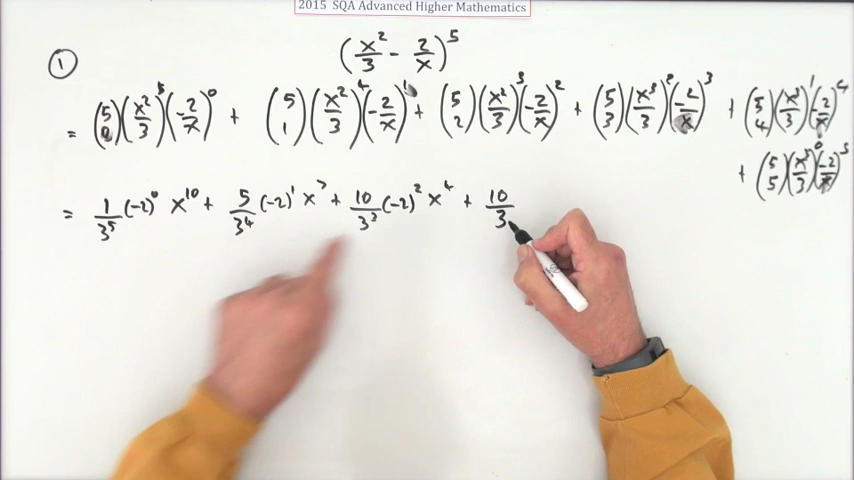 2015 SQA Advanced Higher Mathematics
① (x²/3 - 2/x)⁵
= (5 0)(x²/3)⁵(-2/x)⁰ + (5 1)(x²/3)⁴(-2/x)¹ + (5 2)(x²/3)³(-2/x)² + (5 3)(x³/3)²(-2/x)³ + (5 4)(x³/3)¹(-2/x)⁴
+ (5 5)(x³/3)⁰(-2/x)⁵
= 1/3⁵ (-2)⁰ x¹⁰ + 5/3⁴ (-2)¹ x⁷ + 10/3³ (-2)² x⁴ + 10/3